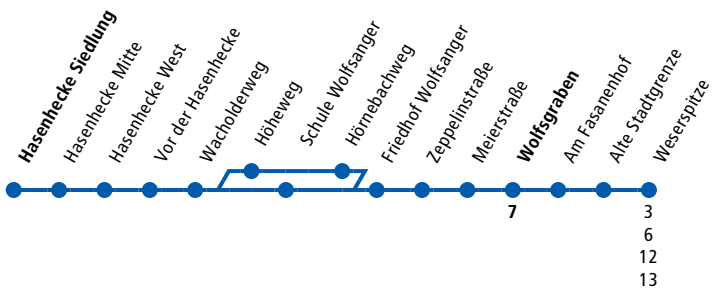 Hasenhecke Siedlung
Hasenhecke Mitte
Hasenhecke West
Vor der Hasenhecke
Wacholderweg
Höheweg
Schule Wolfsanger
Hörnebachweg
Friedhof Wolfsanger
Zeppelinstraße
Meierstraße
Wolfsgraben
Am Fasanenhof
Alte Stadtgrenze
Weserspitze
7
3
6
12
13